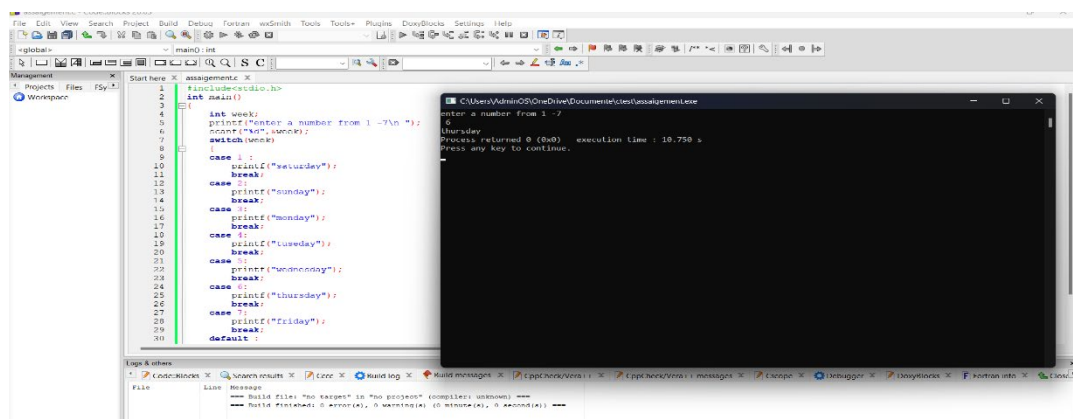 File Edit View Search Project Build Debug Fortran wxSmith Tools Tools+ Plugins DoxyBlocks Settings Help
<global>
main() : int
S C
Management
Projects Files FSy
Workspace
Start here X assaigement.c X
1 #include<stdio.h>
2 int main()
3 {
4 int week;
5 printf("enter a number from 1 -7\n ");
6 scanf("%d",&week);
7 switch(week)
8 {
9 case 1 :
10 printf("saturday");
11 break;
12 case 2:
13 printf("sunday");
14 break;
15 case 3:
16 printf("monday");
17 break;
18 case 4:
19 printf("tuseday");
20 break;
21 case 5:
22 printf("wednesday");
23 break;
24 case 6:
25 printf("thursday");
26 break;
27 case 7:
28 printf("friday");
29 break;
30 default :
C:\Users\AdminOS\OneDrive\Documente\ctest\assaigement.exe
enter a number from 1 -7
6
thursday
Process returned 0 (0x0) execution time : 10.750 s
Press any key to continue.
Logs & others
Code::Blocks X Search results X Cccc X Build log X Build messages X CppCheck/Vera++ X CppCheck/Vera++ messages X Cscope X Debugger X DoxyBlocks X Fortran info X Close
File Line Message
=== Build file: "no target" in "no project" (compiler: unknown) ===
=== Build finished: 0 error(s), 0 warning(s) (0 minute(s), 0 second(s)) ===